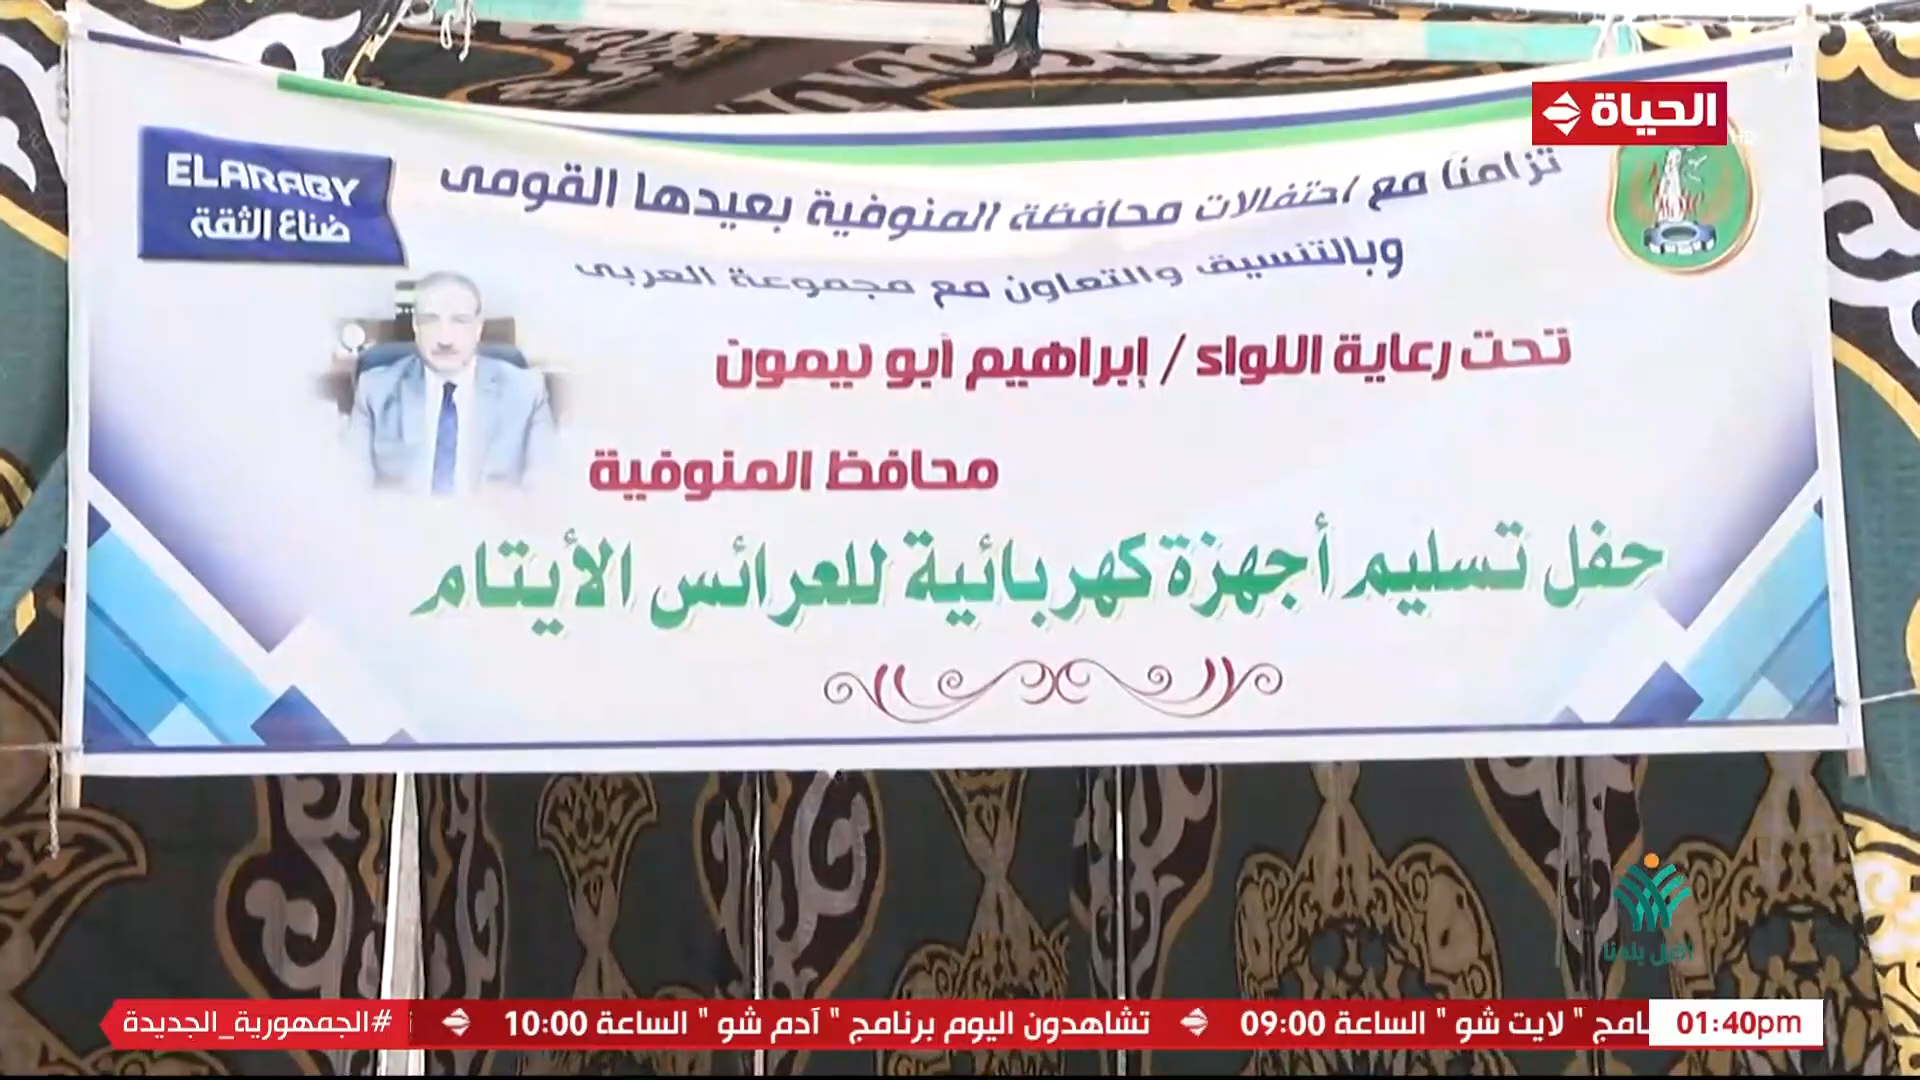 الحياة
ELARABY
صناع الثقة
تزامنا مع احتفالات محافظة المنوفية بعيدها القومى
وبالتنسيق والتعاون مع مجموعة العربى
تحت رعاية اللواء / إبراهيم أبو ليمون
محافظ المنوفية
حفل تسليم أجهزة كهربائية للعرائس الأيتام
أهل بلدنا
01:40pm
امج " لايت شو " الساعة 09:00
تشاهدون اليوم برنامج " آدم شو " الساعة 10:00
#الجمهورية_الجديدة